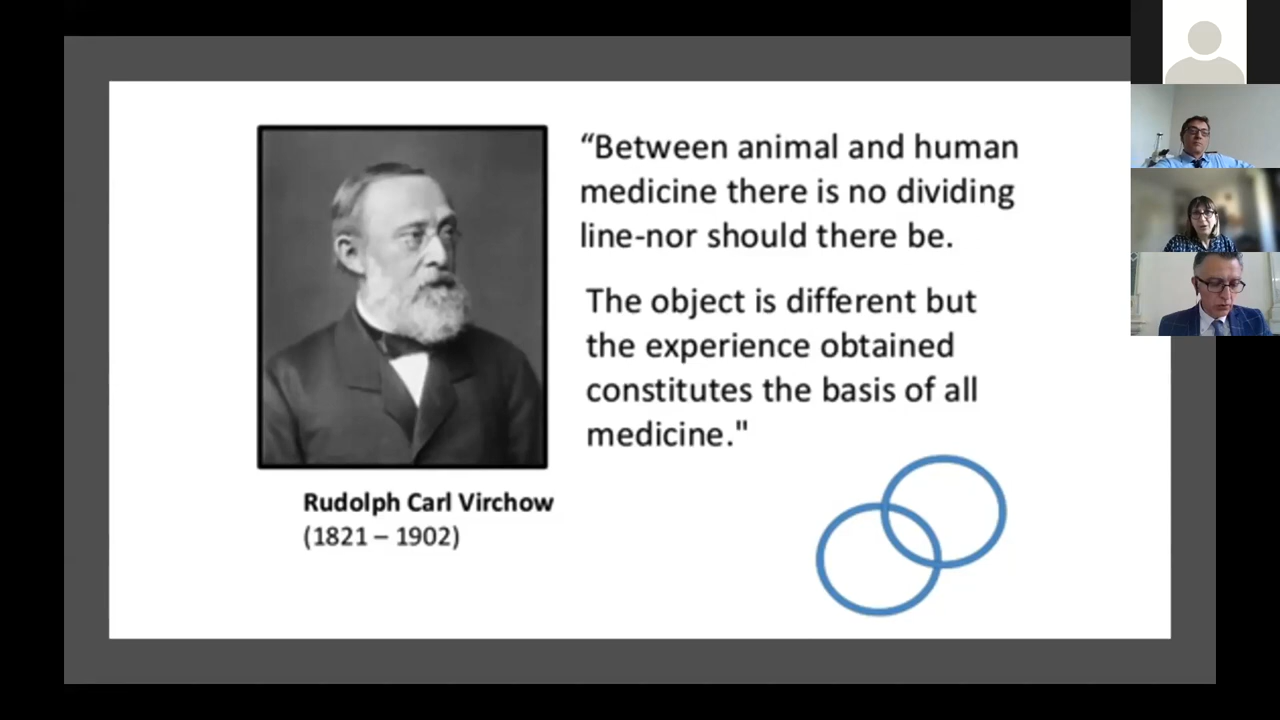 “Between animal and human
medicine there is no dividing
line-nor should there be.
The object is different but
the experience obtained
constitutes the basis of all
medicine."
Rudolph Carl Virchow
(1821 – 1902)